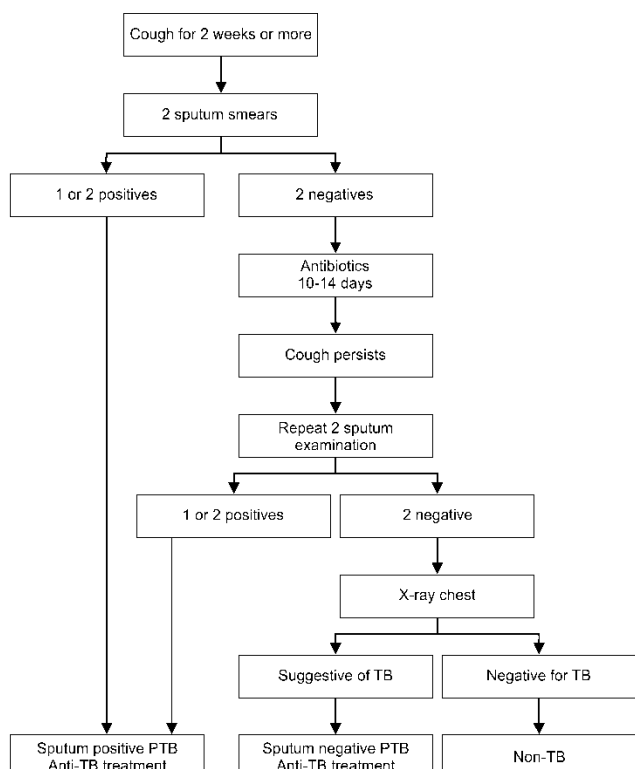 Cough for 2 weeks or more
2 sputum smears
1 or 2 positives
2 negatives
Antibiotics
10-14 days
Cough persists
Repeat 2 sputum
examination
1 or 2 positives
2 negative
X-ray chest
Suggestive of TB
Negative for TB
Sputum positive PTB
Anti-TB treatment
Sputum negative PTB
Anti-TB treatment
Non-TB